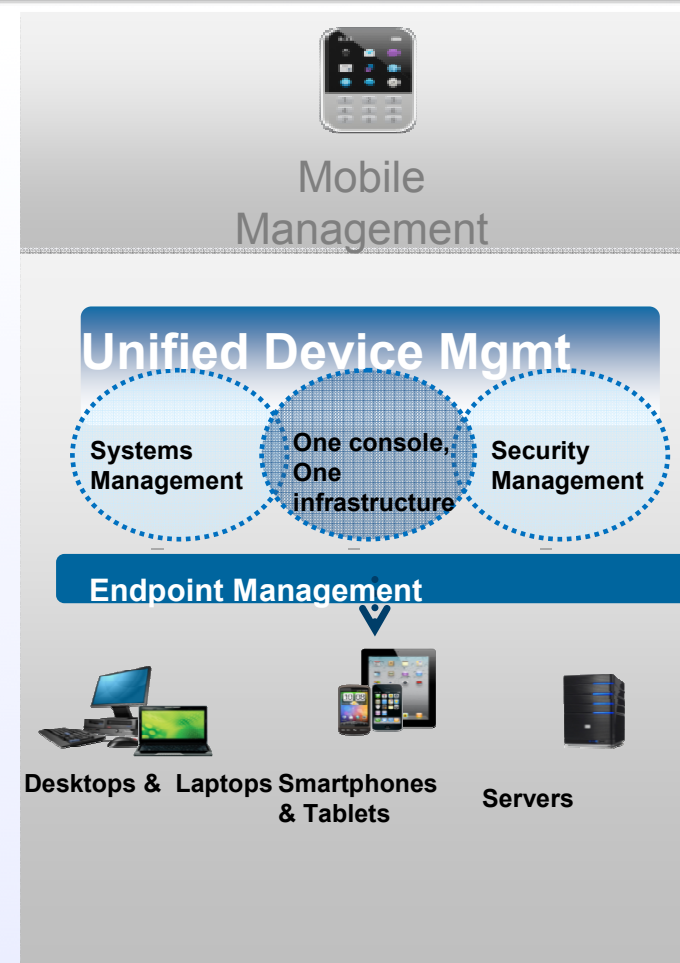 Mobile
Management
Unified Device Mgmt
Systems
Management
One console,
One
infrastructure
Security
Management
Endpoint Management
Desktops & Laptops
Smartphones
& Tablets
Servers